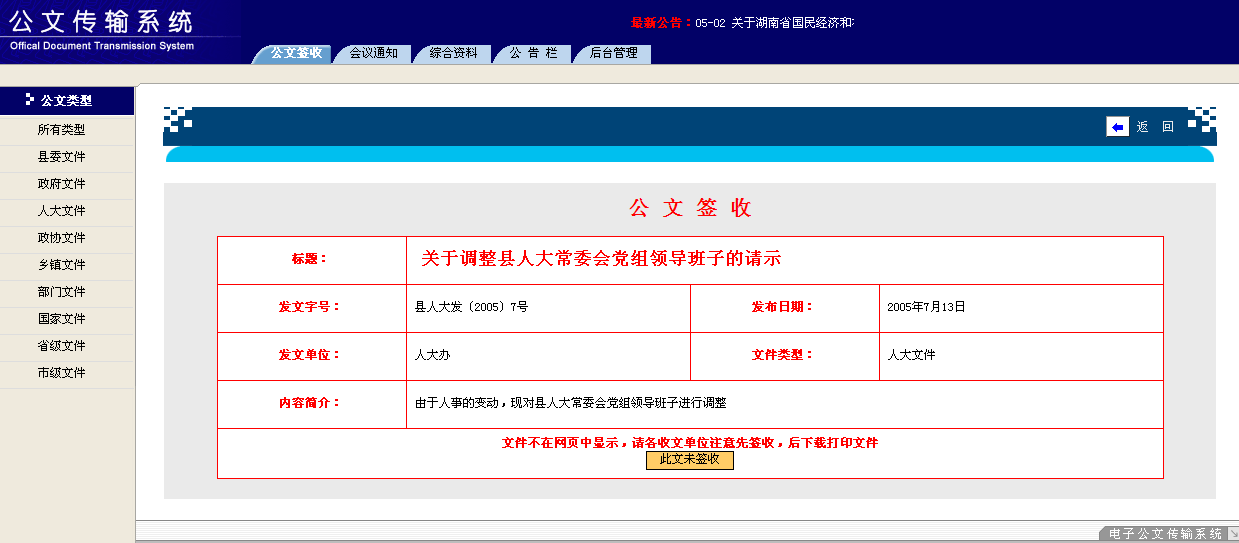 公文传输系统
Offical Document Transmission System
最新公告：05-02 关于湖南省国民经济和
公文签收 会议通知 综合资料 公 告 栏 后台管理
公文类型
所有类型
县委文件
政府文件
人大文件
政协文件
乡镇文件
部门文件
国家文件
省级文件
市级文件
返 回
公 文 签 收
标题： 关于调整县人大常委会党组领导班子的请示
发文字号： 县人大发〔2005〕7号 发布日期： 2005年7月13日
发文单位： 人大办 文件类型： 人大文件
内容简介： 由于人事的变动，现对县人大常委会党组领导班子进行调整
文件不在网页中显示，请各收文单位注意先签收，后下载打印文件
此文未签收
电子公文传输系统